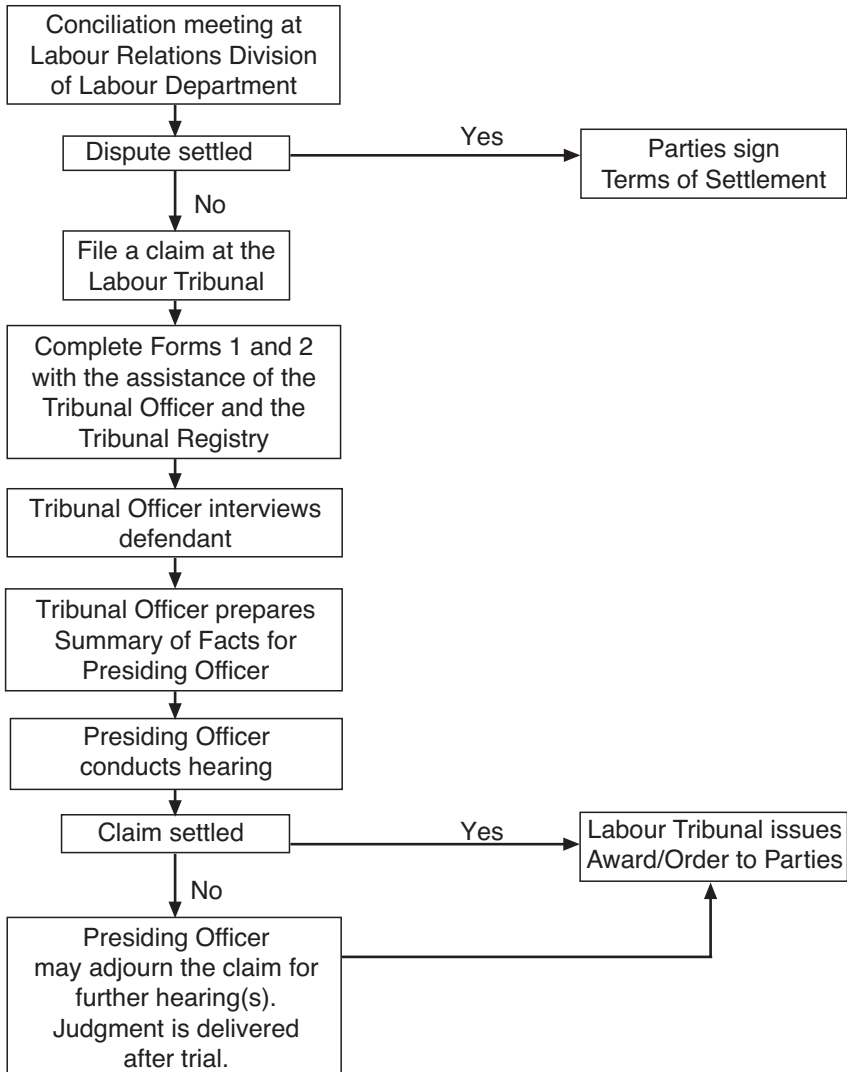 Conciliation meeting at
Labour Relations Division
of Labour Department
Dispute settled
Yes
Parties sign
Terms of Settlement
No
File a claim at the
Labour Tribunal
Complete Forms 1 and 2
with the assistance of the
Tribunal Officer and the
Tribunal Registry
Tribunal Officer interviews
defendant
Tribunal Officer prepares
Summary of Facts for
Presiding Officer
Presiding Officer
conducts hearing
Claim settled
Yes
Labour Tribunal issues
Award/Order to Parties
No
Presiding Officer
may adjourn the claim for
further hearing(s).
Judgment is delivered
after trial.